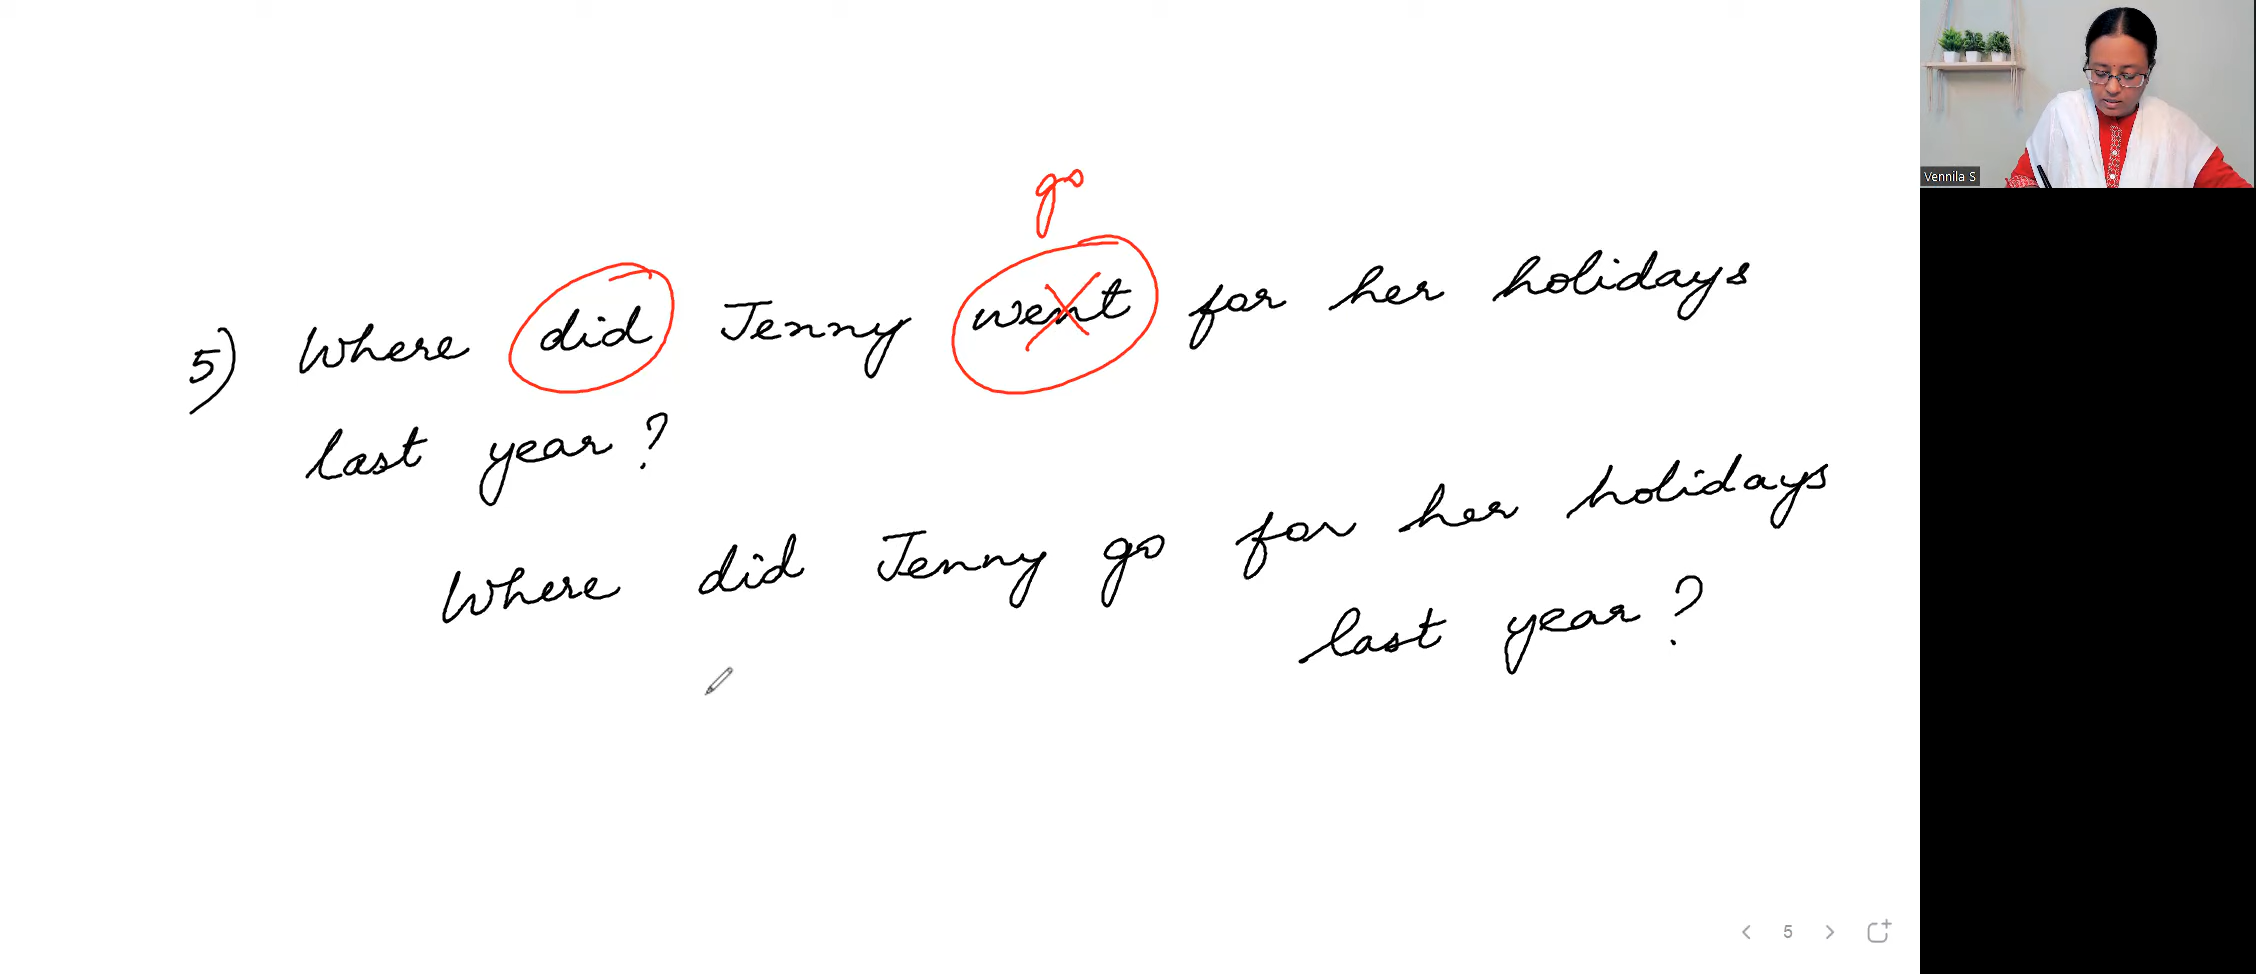 go
5) Where did Jenny went for her holidays
last year?
Where did Jenny go for her holidays
last year?
Vennila S
5